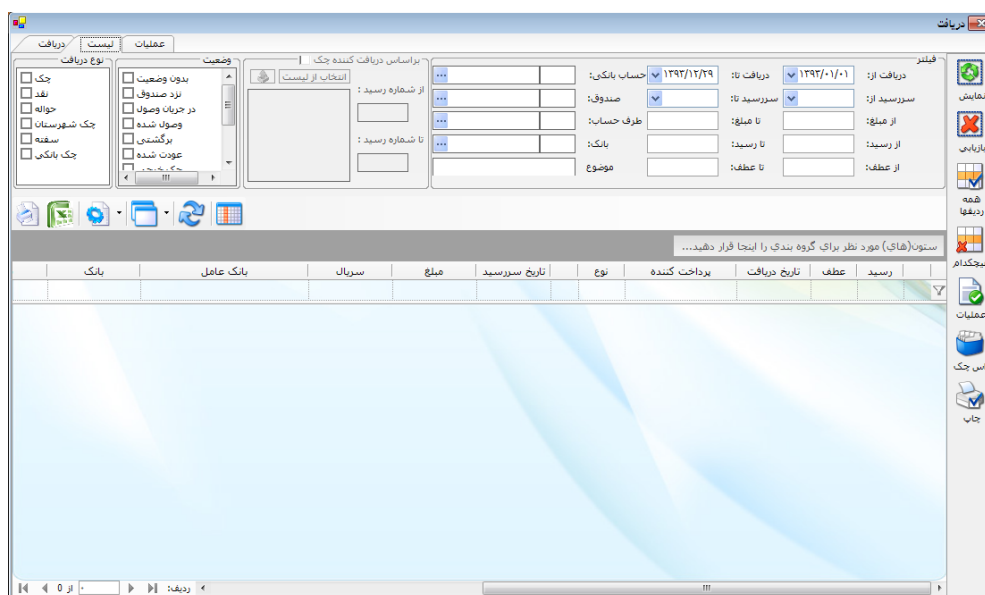 دریافت
دریافت لیست عملیات
فیلتر
دریافت از: ۱۳۹۳/۰۱/۰۱ دریافت تا: ۱۳۹۳/۱۲/۲۹ حساب بانکی:
سررسید از: سررسید تا: صندوق:
از مبلغ: تا مبلغ: طرف حساب:
از رسید: تا رسید: بانک:
از عطف: تا عطف: موضوع
براساس دریافت کننده چک
انتخاب از لیست
از شماره رسید :
تا شماره رسید :
وضعیت
بدون وضعیت
نزد صندوق
در جریان وصول
وصول شده
برگشتی
عودت شده
نوع دریافت
چک
نقد
حواله
چک شهرستان
سفته
چک بانکی
نمایش
بازیابی
همه
ردیفها
هیچکدام
عملیات
چاپ
ستون(های) مورد نظر برای گروه بندی را اینجا قرار دهید...
رسید عطف تاریخ دریافت پرداخت کننده نوع تاریخ سررسید مبلغ سریال بانک عامل بانک
ردیف: ۰ از 0